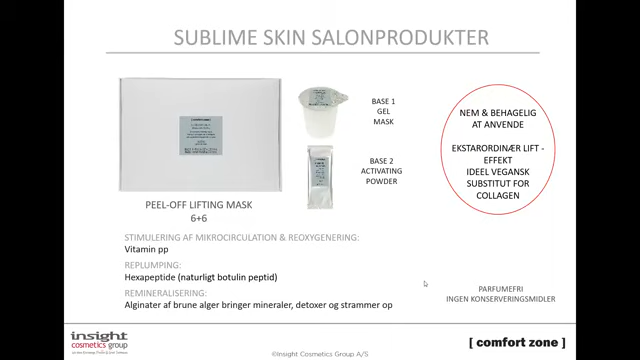 SUBLIME SKIN SALONPRODUKTER
BASE 1
GEL
MASK
BASE 2
ACTIVATING
POWDER
PEEL-OFF LIFTING MASK
6+6
NEM & BEHAGELIG
AT ANVENDE
EKSTARORDINÆR LIFT -
EFFEKT
IDEEL VEGANSK
SUBSTITUT FOR
COLLAGEN
STIMULERING AF MIKROCIRCULATION & REOXYGENERING:
Vitamin pp
REPLUMPING:
Hexapeptide (naturligt botulin peptid)
REMINERALISERING:
Alginater af brune alger bringer mineraler, detoxer og strammer op
PARFUMEFRI
INGEN KONSERVERINGSMIDLER
insight
cosmetics group
©Insight Cosmetics Group A/S
[ comfort zone ]